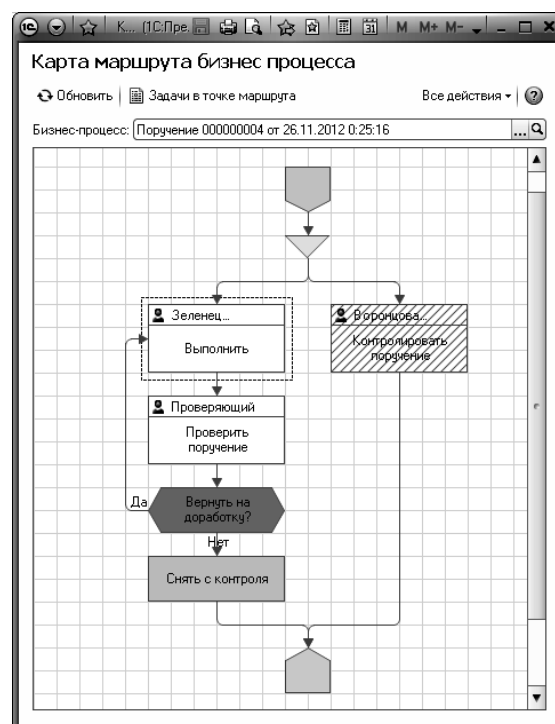 1С К... (1С:Пре. 31 M M+ M-
Карта маршрута бизнес процесса
Обновить Задачи в точке маршрута Все действия ?
Бизнес-процесс: Поручение 000000004 от 26.11.2012 0:25:16 ...
Зеленец...
Выполнить
Воронцова...
Контролировать
поручение
Проверяющий
Проверить
поручение
Да
Вернуть на
доработку?
Нет
Снять с контроля